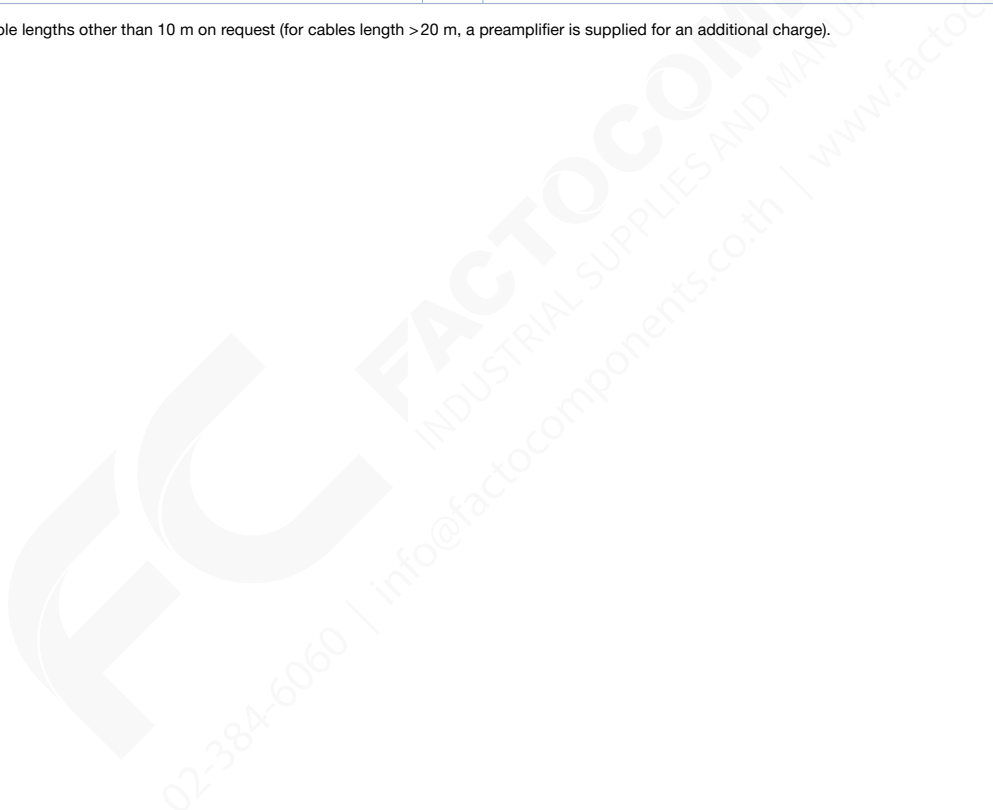 ble lengths other than 10 m on request (for cables length >20 m, a preamplifier is supplied for an additional charge).
FACTOCOM
INDUSTRIAL SUPPLIES AND MANUF
02-384-6060 | info@factocomponents.co.th | www.factoc